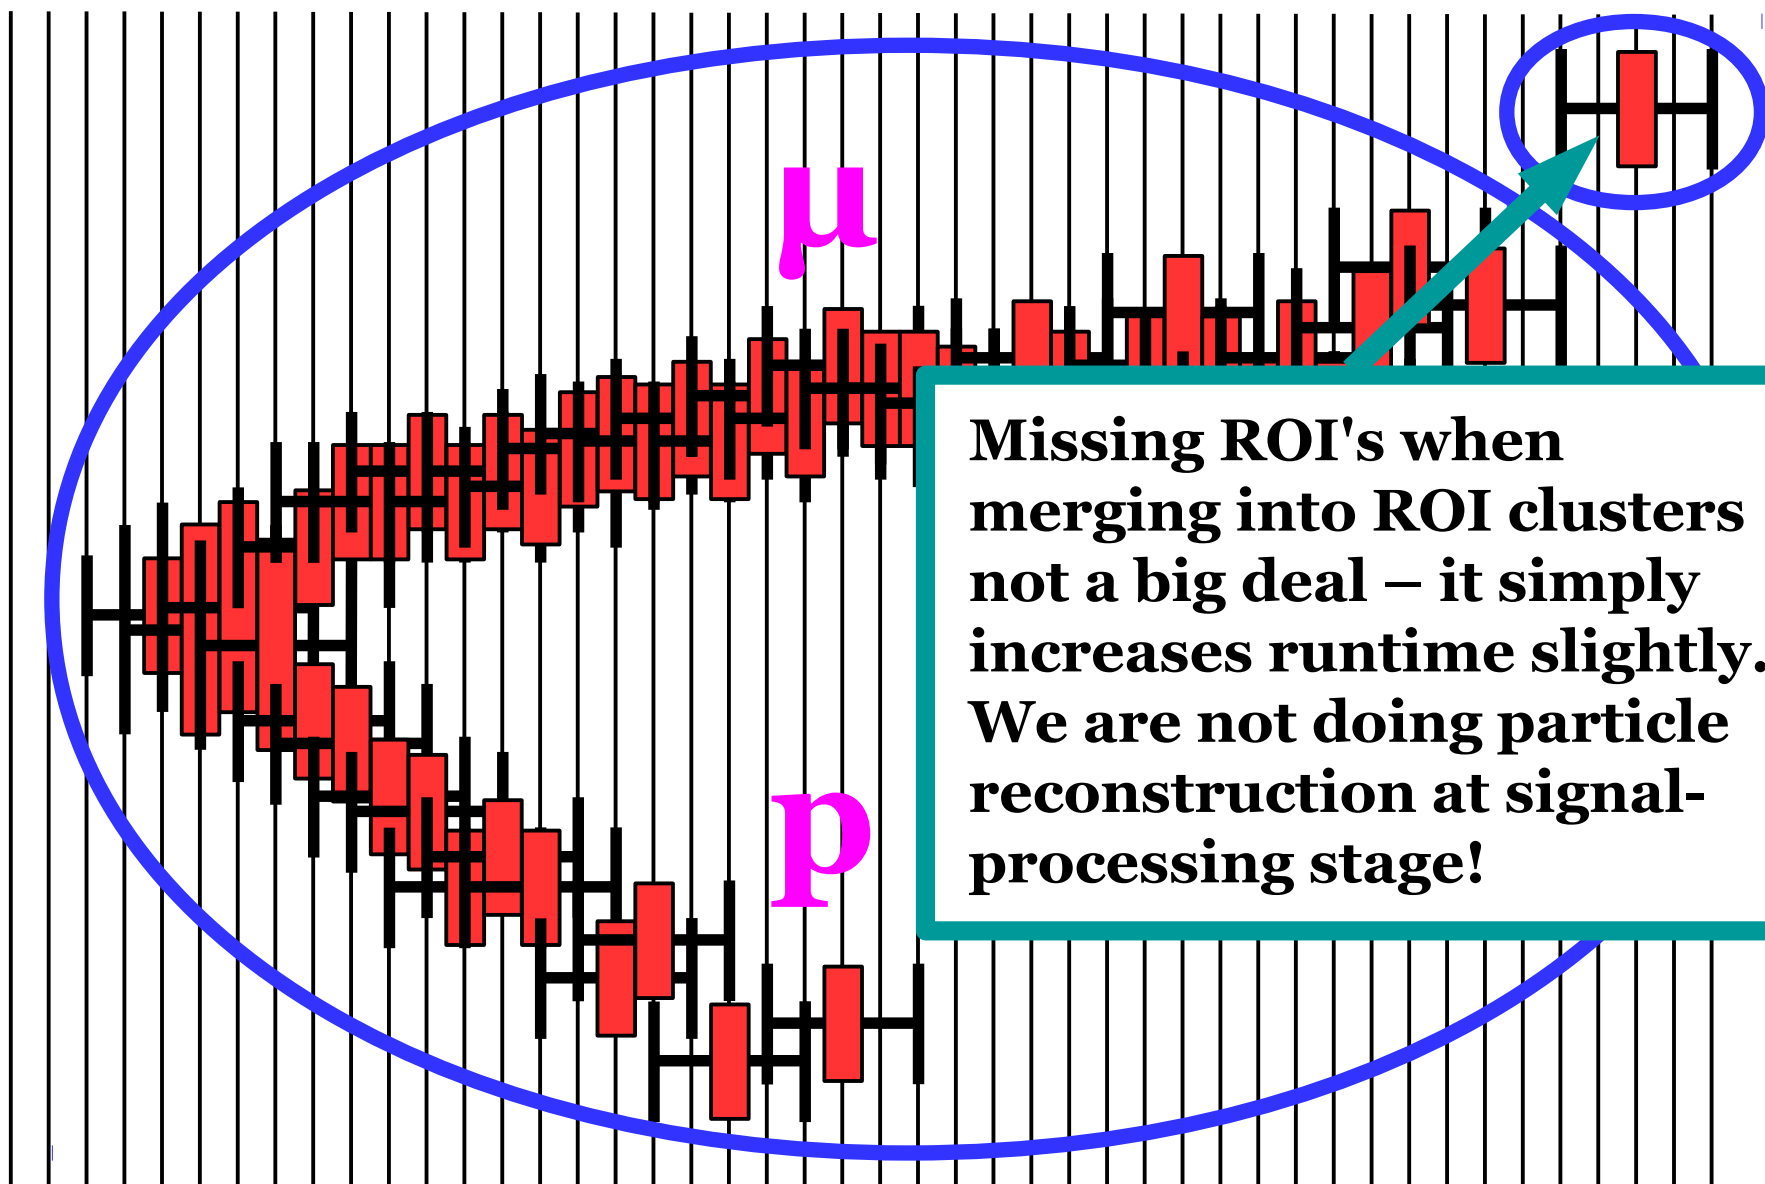 μ
Missing ROI's when
merging into ROI clusters
not a big deal – it simply
increases runtime slightly.
We are not doing particle
reconstruction at signal-
processing stage!
p